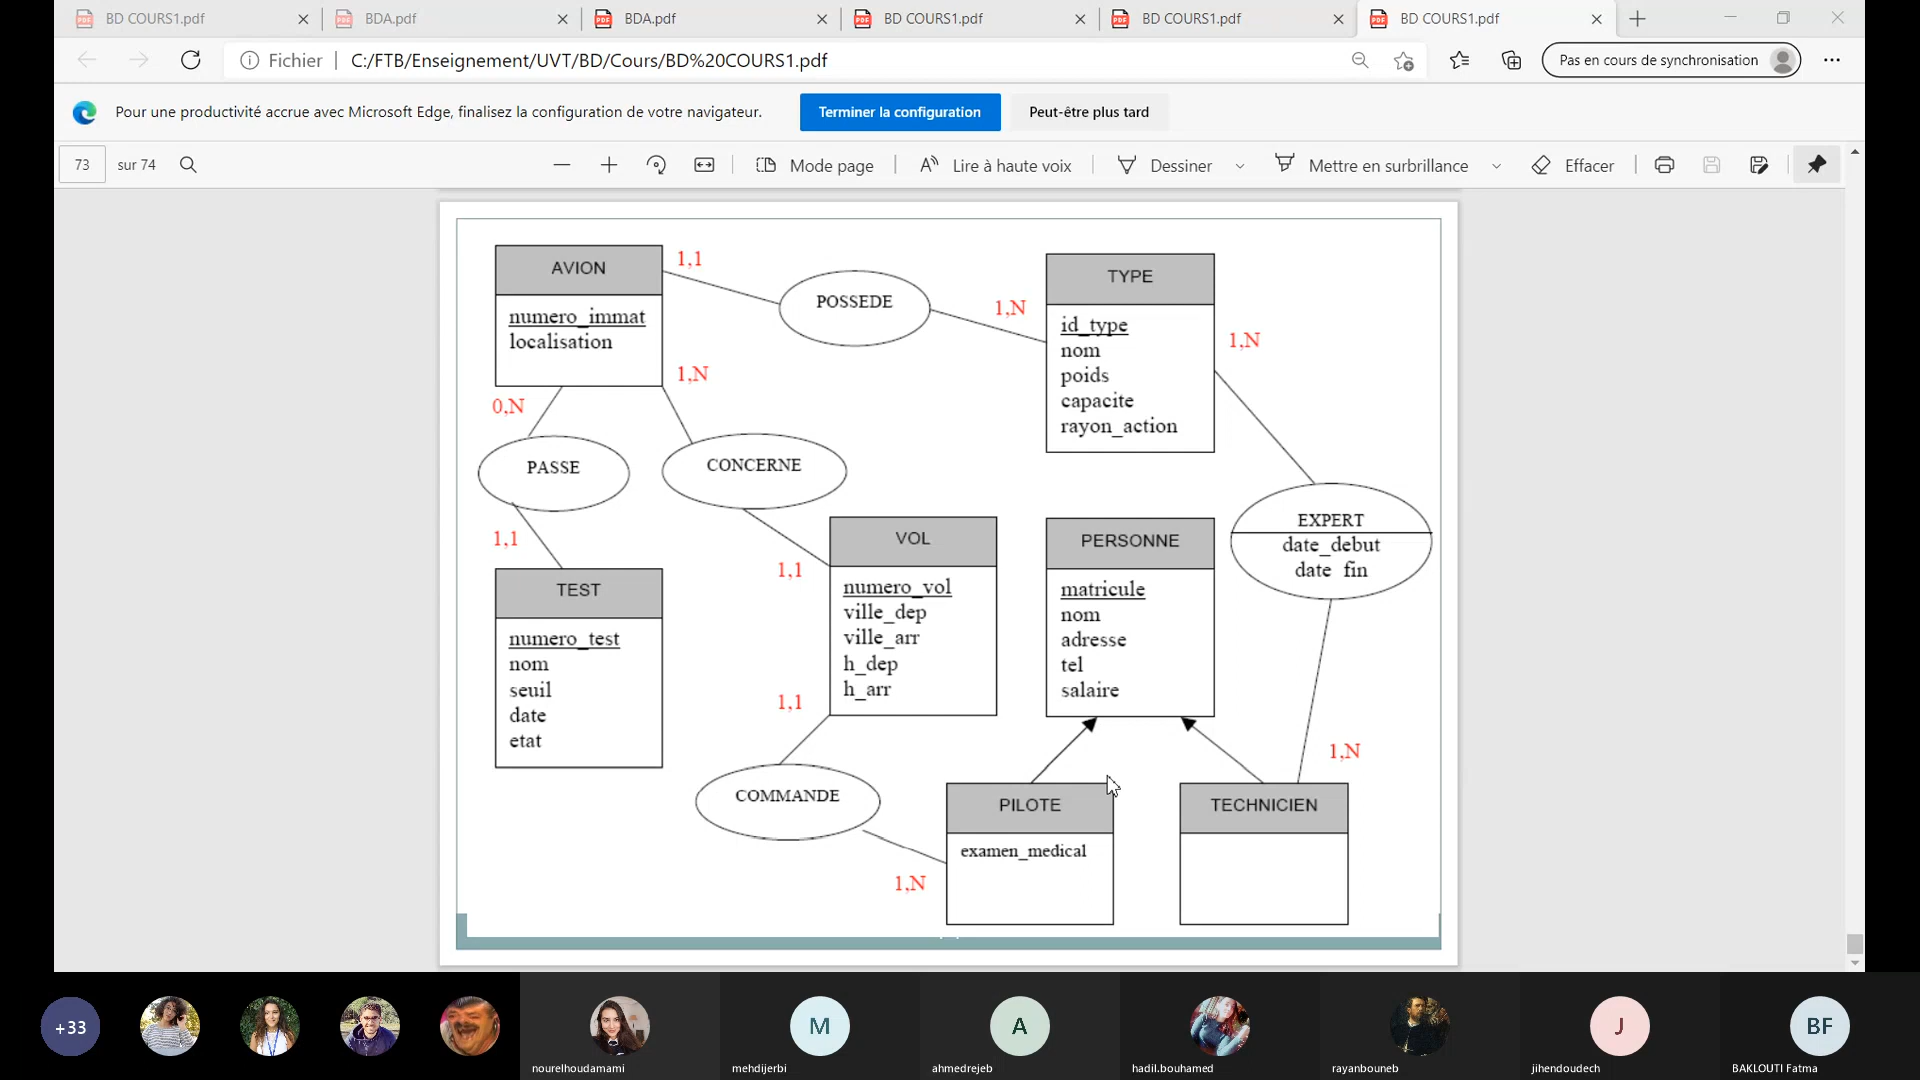 BD COURS1.pdf
BDA.pdf
BDA.pdf
BD COURS1.pdf
BD COURS1.pdf
BD COURS1.pdf
Fichier
C:/FTB/Enseignement/UVT/BD/Cours/BD%20COURS1.pdf
Pas en cours de synchronisation
Pour une productivité accrue avec Microsoft Edge, finalisez la configuration de votre navigateur.
Terminer la configuration
Peut-être plus tard
73
sur 74
Mode page
Lire à haute voix
Dessiner
Mettre en surbrillance
Effacer
AVION
numero_immat
localisation
1,1
POSSEDE
1,N
TYPE
id_type
nom
poids
capacite
rayon_action
1,N
1,N
0,N
PASSE
CONCERNE
1,1
1,1
TEST
numero_test
nom
seuil
date
etat
VOL
numero_vol
ville_dep
ville_arr
h_dep
h_arr
1,1
PERSONNE
matricule
nom
adresse
tel
salaire
EXPERT
date_debut
date_fin
1,N
COMMANDE
1,N
PILOTE
examen_medical
TECHNICIEN
+33
nourelhoudamami
M
mehdijerbi
A
ahmedrejeb
hadil.bouhamed
rayanbouneb
J
jihendoudech
BF
BAKLOUTI Fatma